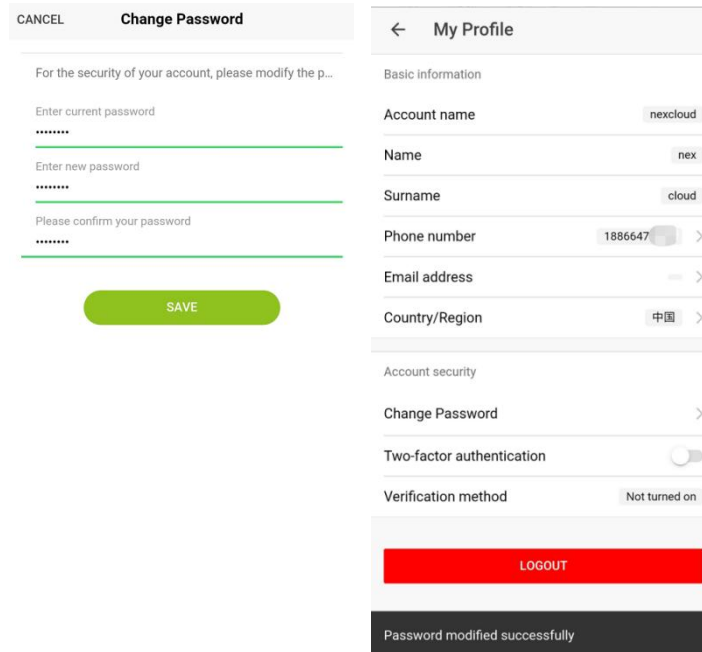 CANCEL Change Password
For the security of your account, please modify the p...
Enter current password
••••••••
Enter new password
••••••••
Please confirm your password
••••••••
SAVE
My Profile
Basic information
Account name nexcloud
Name nex
Surname cloud
Phone number 1886647
Email address
Country/Region 中国
Account security
Change Password
Two-factor authentication
Verification method Not turned on
LOGOUT
Password modified successfully